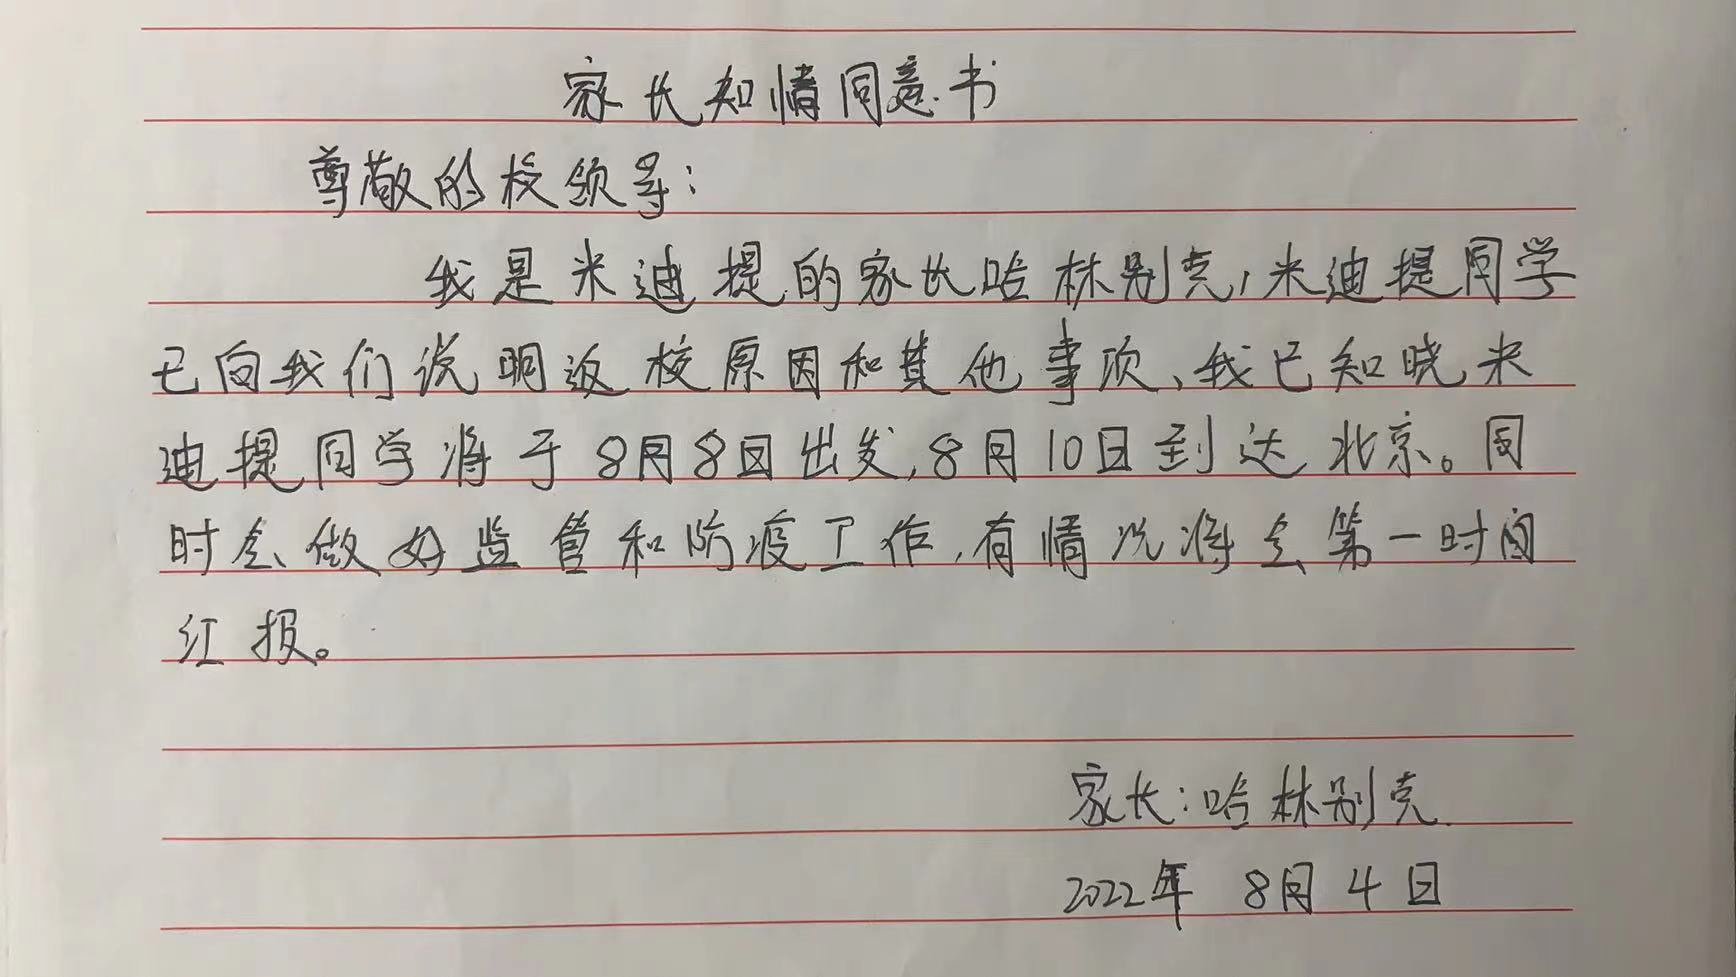 家长知情同意书
尊敬的校领导：
我是米迪提的家长哈林别克，米迪提同学
已向我们说明返校原因和其他事项、我已知晓米
迪提同学将于8月8日出发，8月10日到达北京。同
时会做好监管和防疫工作，有情况将会第一时间
汇报。
家长：哈林别克
2022年 8月4日